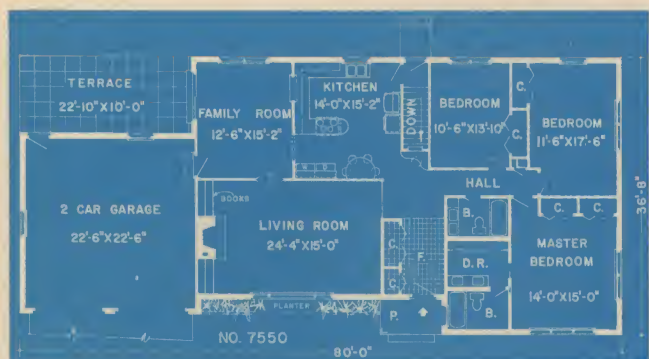 TERRACE
22'-10"X10'-0"
FAMILY ROOM
12'-6"X15'-2"
KITCHEN
14'-0"X15'-2"
DOWN
BEDROOM
10'-6"X13'-10"
C.
C.
BEDROOM
11'-6"X17'-6"
HALL
2 CAR GARAGE
22'-6"X22'-6"
BOOKS
LIVING ROOM
24'-4"X15'-0"
W
D
C.
C.
F.
B.
D.R.
B.
C.
C.
MASTER
BEDROOM
14'-0"X15'-0"
PLANTER
P.
NO. 7550
80'-0"
36'-8"